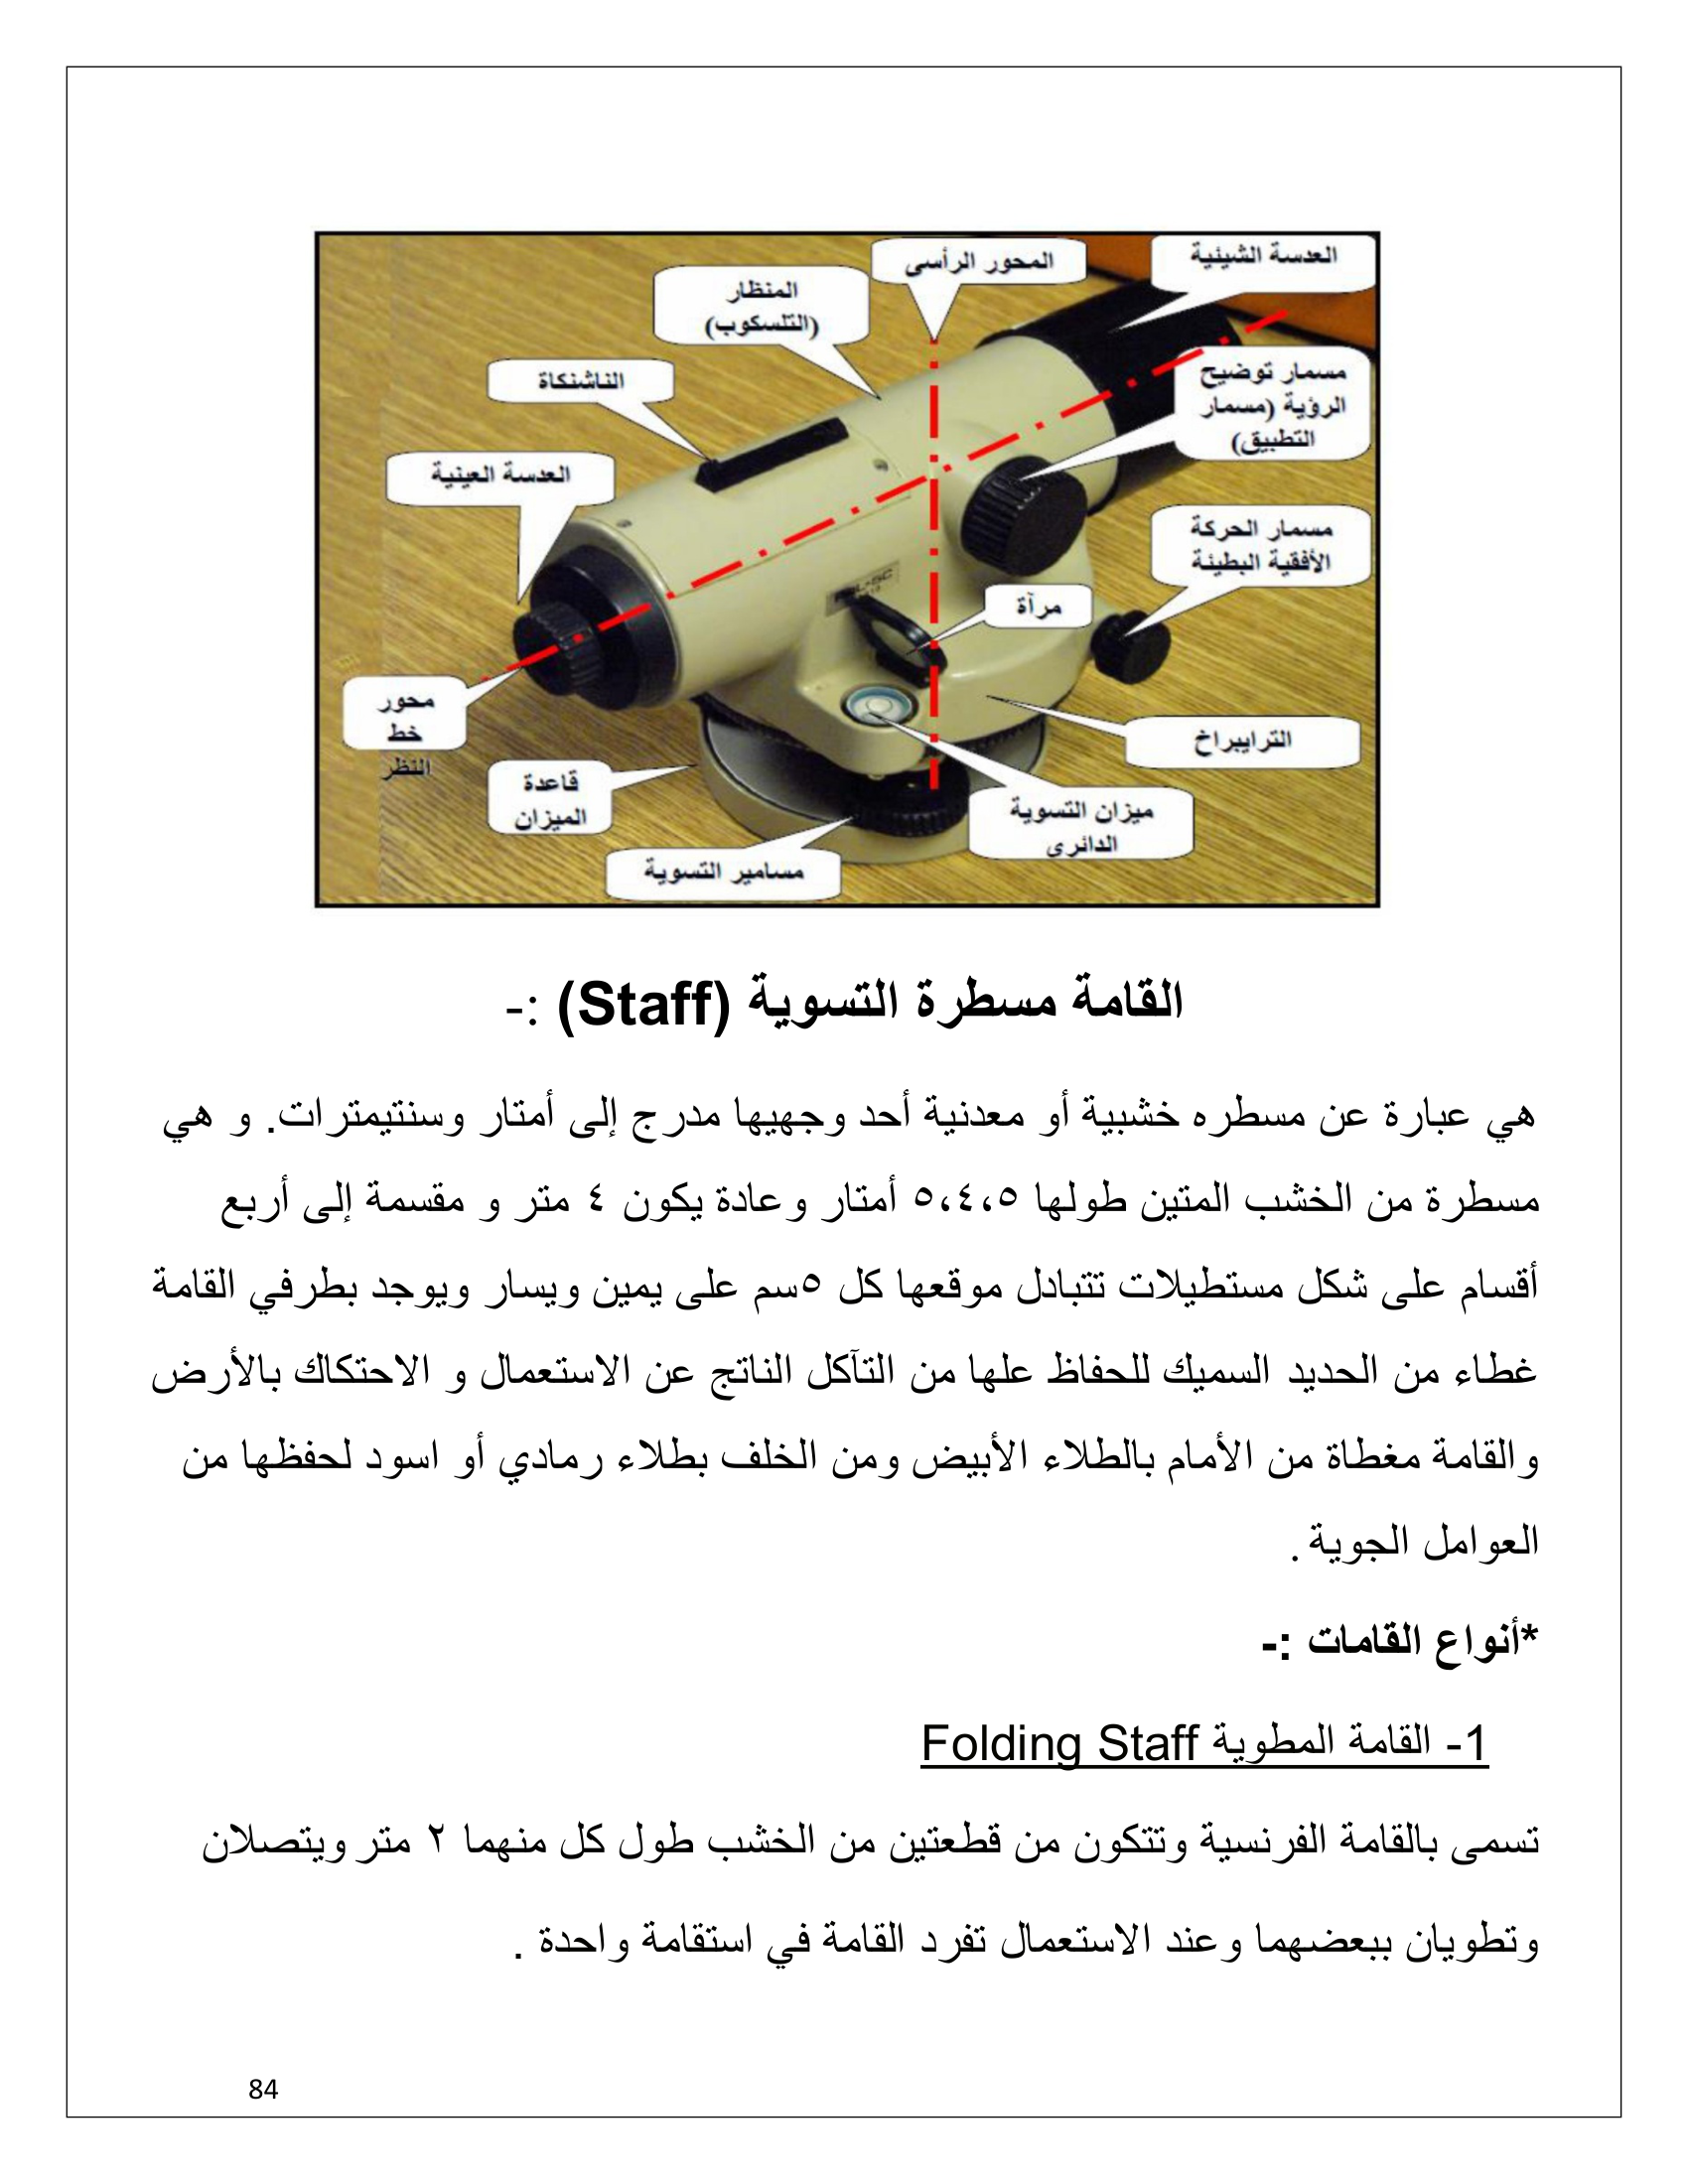 المحور الرأسى
العدسة الشيئية
المنظار
(التلسكوب)
الناشنكاة
مسمار توضيح
الرؤية (مسمار
التطبيق)
العدسة العينية
مسمار الحركة
الأفقية البطيئة
مرآة
محور
خط
النظر
الترايبراخ
قاعدة
الميزان
ميزان التسوية
الدائرى
مسامير التسوية
القامة مسطرة التسوية (Staff) :-
هي عبارة عن مسطره خشبية أو معدنية أحد وجهيها مدرج إلى أمتار وسنتيمترات. و هي
مسطرة من الخشب المتين طولها ٥،٤،٥ أمتار وعادة يكون ٤ متر و مقسمة إلى أربع
أقسام على شكل مستطيلات تتبادل موقعها كل ٥سم على يمين ويسار ويوجد بطرفي القامة
غطاء من الحديد السميك للحفاظ علها من التآكل الناتج عن الاستعمال و الاحتكاك بالأرض
والقامة مغطاة من الأمام بالطلاء الأبيض ومن الخلف بطلاء رمادي أو اسود لحفظها من
العوامل الجوية .
*أنواع القامات :-
1- القامة المطوية Folding Staff
تسمى بالقامة الفرنسية وتتكون من قطعتين من الخشب طول كل منهما ٢ متر ويتصلان
وتطويان ببعضهما وعند الاستعمال تفرد القامة في استقامة واحدة .
84